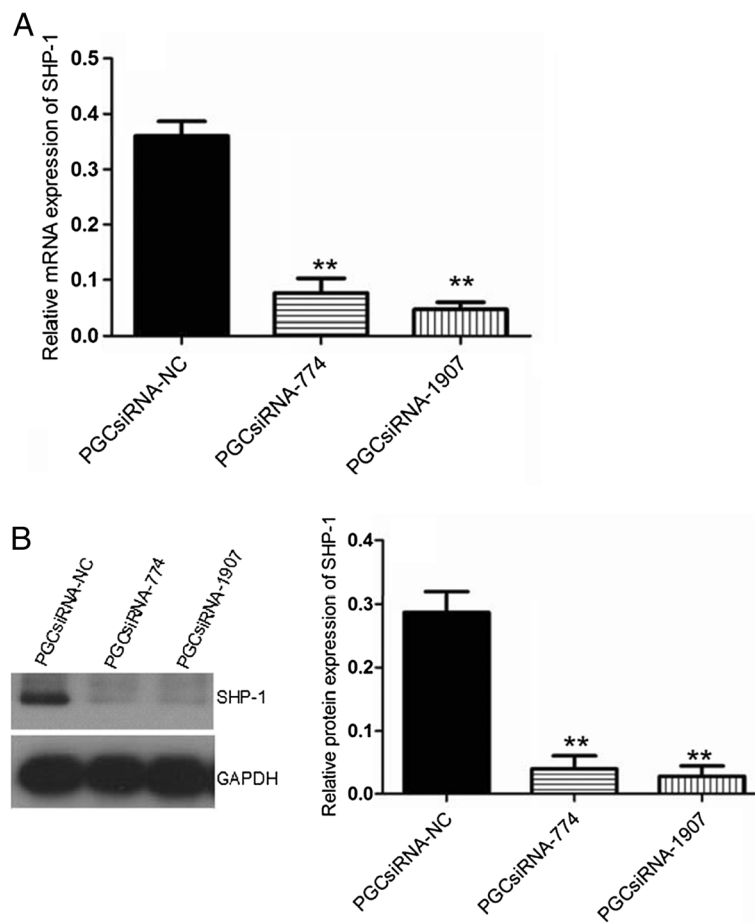 A
Relative mRNA expression of SHP-1
0.5
0.4
0.3
0.2
0.1
0.0
**
**
PGCsiRNA-NC
PGCsiRNA-774
PGCsiRNA-1907
B
PGCsiRNA-NC
PGCsiRNA-774
PGCsiRNA-1907
SHP-1
GAPDH
Relative protein expression of SHP-1
0.4
0.3
0.2
0.1
0.0
**
**
PGCsiRNA-NC
PGCsiRNA-774
PGCsiRNA-1907